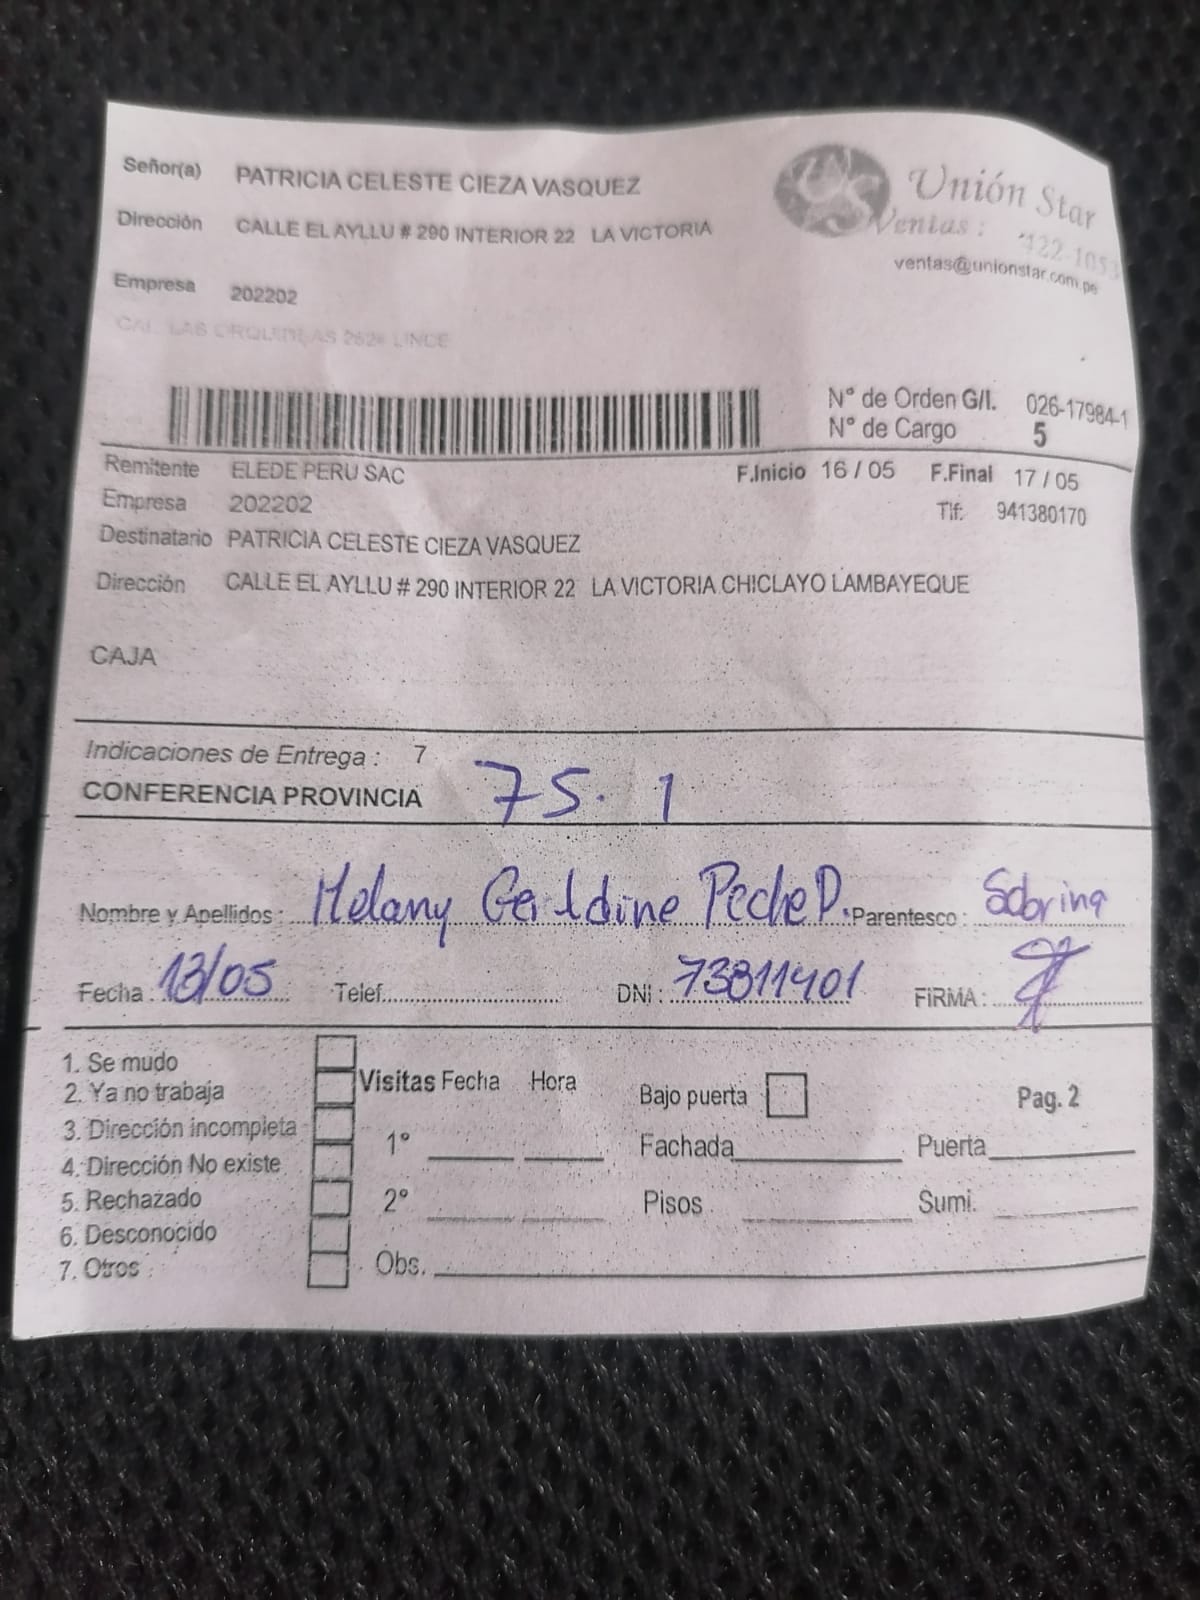 Señor(a) PATRICIA CELESTE CIEZA VASQUEZ
Dirección CALLE EL AYLLU # 290 INTERIOR 22 LA VICTORIA
Empresa 202202
Unión Star
Ventas:
ventas@unionstar.com.pe
Nº de Orden G/I. 026-17984-1
Nº de Cargo 5
Remitente ELEDE PERU SAC F.Inicio 16 / 05 F.Final 17 / 05
Empresa 202202 Tlf: 941380170
Destinatario PATRICIA CELESTE CIEZA VASQUEZ
Dirección CALLE EL AYLLU # 290 INTERIOR 22 LA VICTORIA CHICLAYO LAMBAYEQUE
CAJA
Indicaciones de Entrega : 7
CONFERENCIA PROVINCIA 75. 1
Nombre y Apellidos : Melany Geraldine Peche D. Parentesco : Sobrina
Fecha : 13/05 Telef. DNI : 73811401 FIRMA :
1. Se mudo
2. Ya no trabaja
3. Dirección incompleta
4. Dirección No existe
5. Rechazado
6. Desconocido
7. Otros :
Visitas Fecha Hora
1º
2º
Obs.
Bajo puerta Pag. 2
Fachada Puerta
Pisos Sumi.